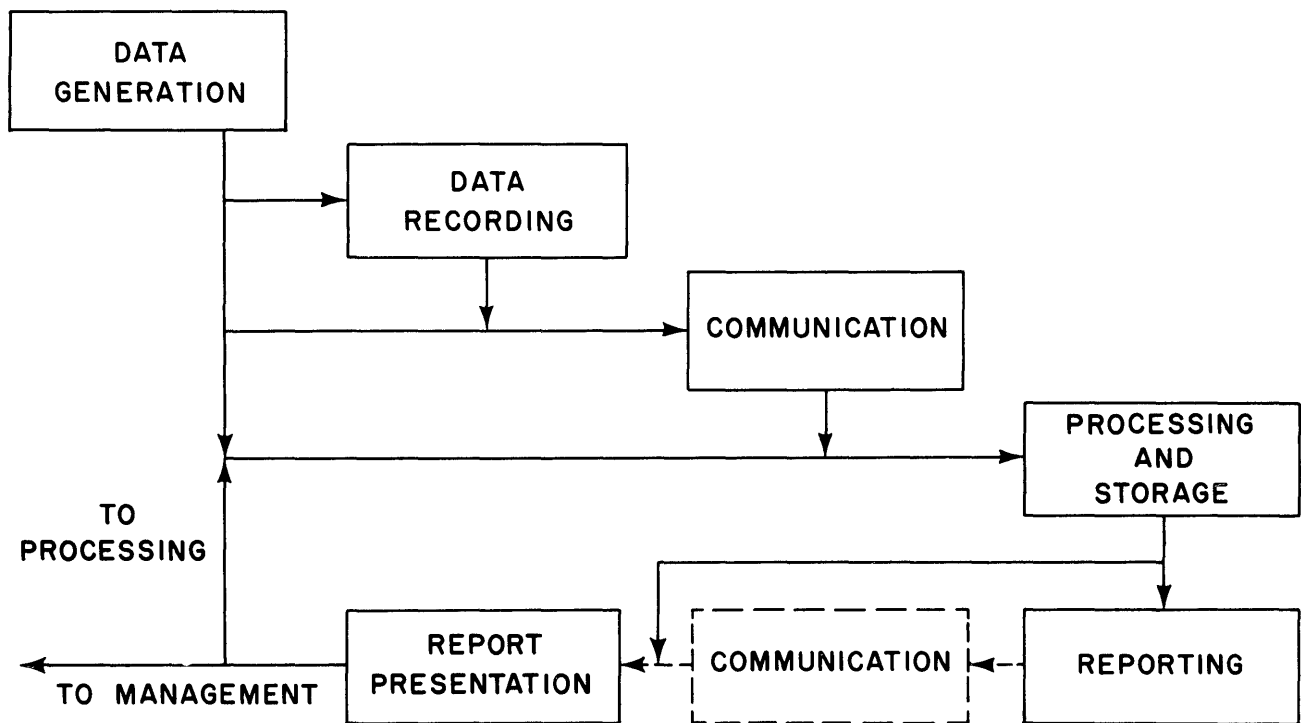 DATA
GENERATION
DATA
RECORDING
COMMUNICATION
PROCESSING
AND
STORAGE
TO
PROCESSING
REPORT
PRESENTATION
COMMUNICATION
REPORTING
TO MANAGEMENT